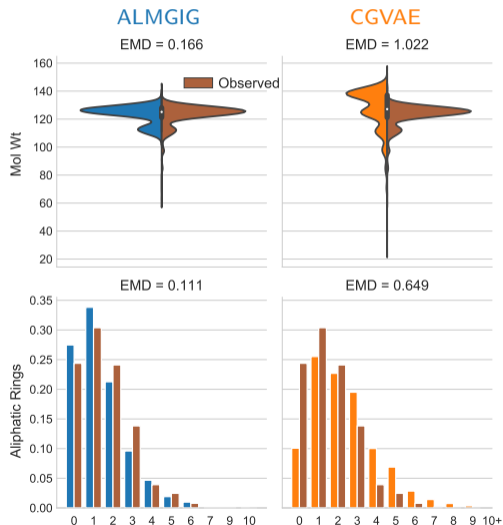 ALMGIG CGVAE
EMD = 0.166 EMD = 1.022
160
140
120
100
80
60
40
20
Mol Wt
Observed
EMD = 0.111 EMD = 0.649
0.35
0.30
0.25
0.20
0.15
0.10
0.05
0.00
Aliphatic Rings
0 1 2 3 4 5 6 7 9 10
0 1 2 3 4 5 6 7 8 9 10+